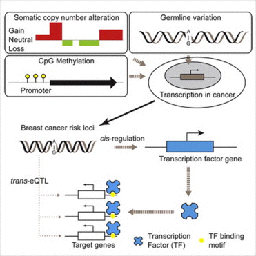 Somatic copy number alteration
Gain
Neutral
Loss
Germline variation
CpG Methylation
Promoter
Transcription in cancer
Breast cancer risk loci
cis-regulation
Transcription factor gene
trans-eQTL
Target genes
Transcription
Factor (TF)
TF binding
motif